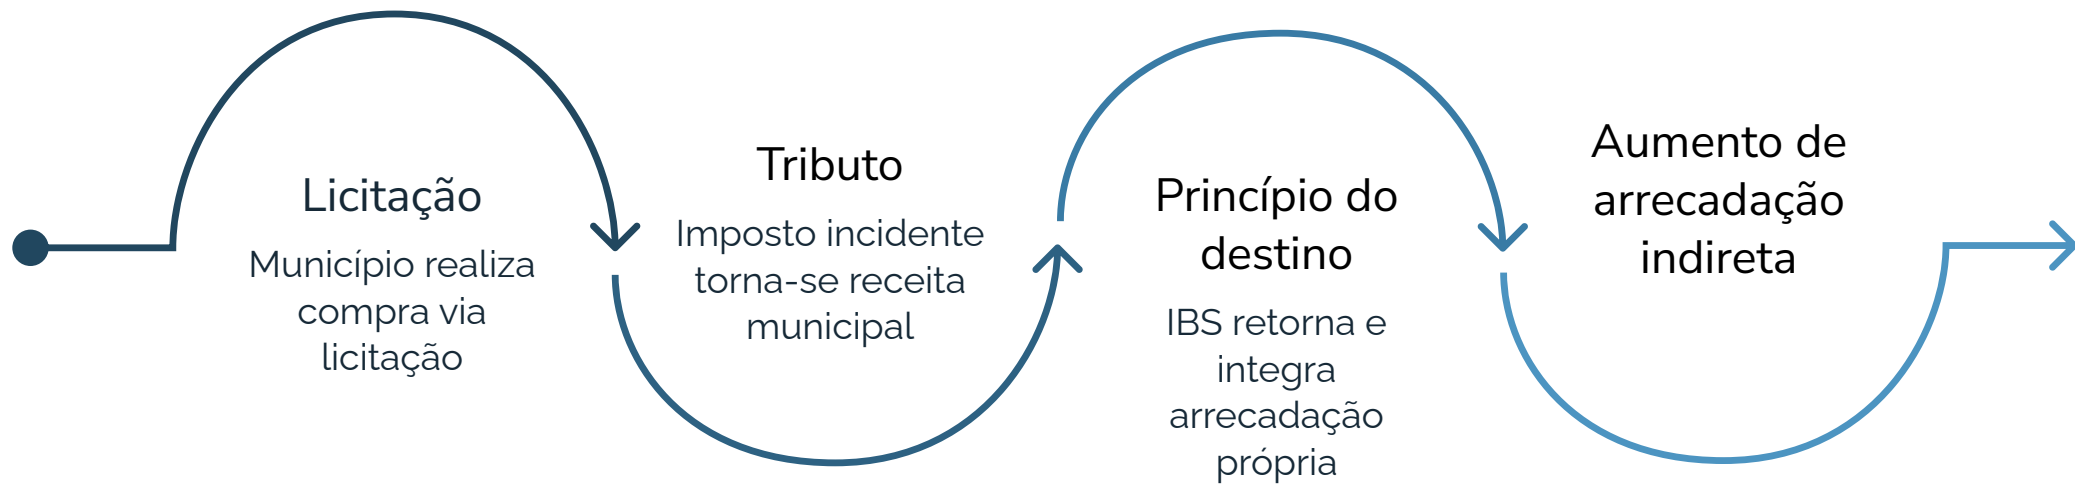 Licitação
Município realiza
compra via
licitação
Tributo
Imposto incidente
torna-se receita
municipal
Princípio do
destino
IBS retorna e
integra
arrecadação
própria
Aumento de
arrecadação
indireta